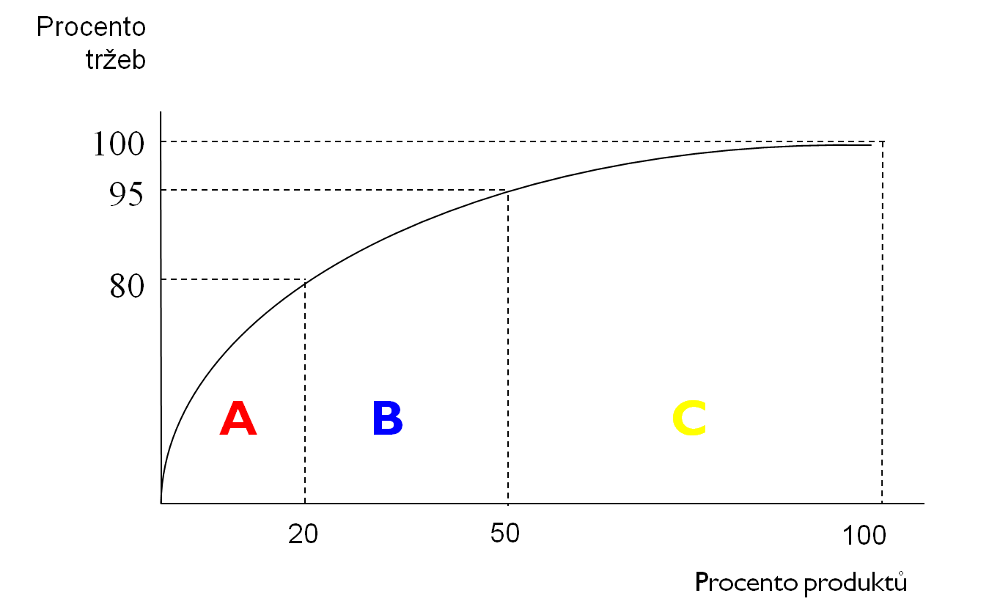 Procento
tržeb
100
95
80
A B C
20 50 100
Procento produktů